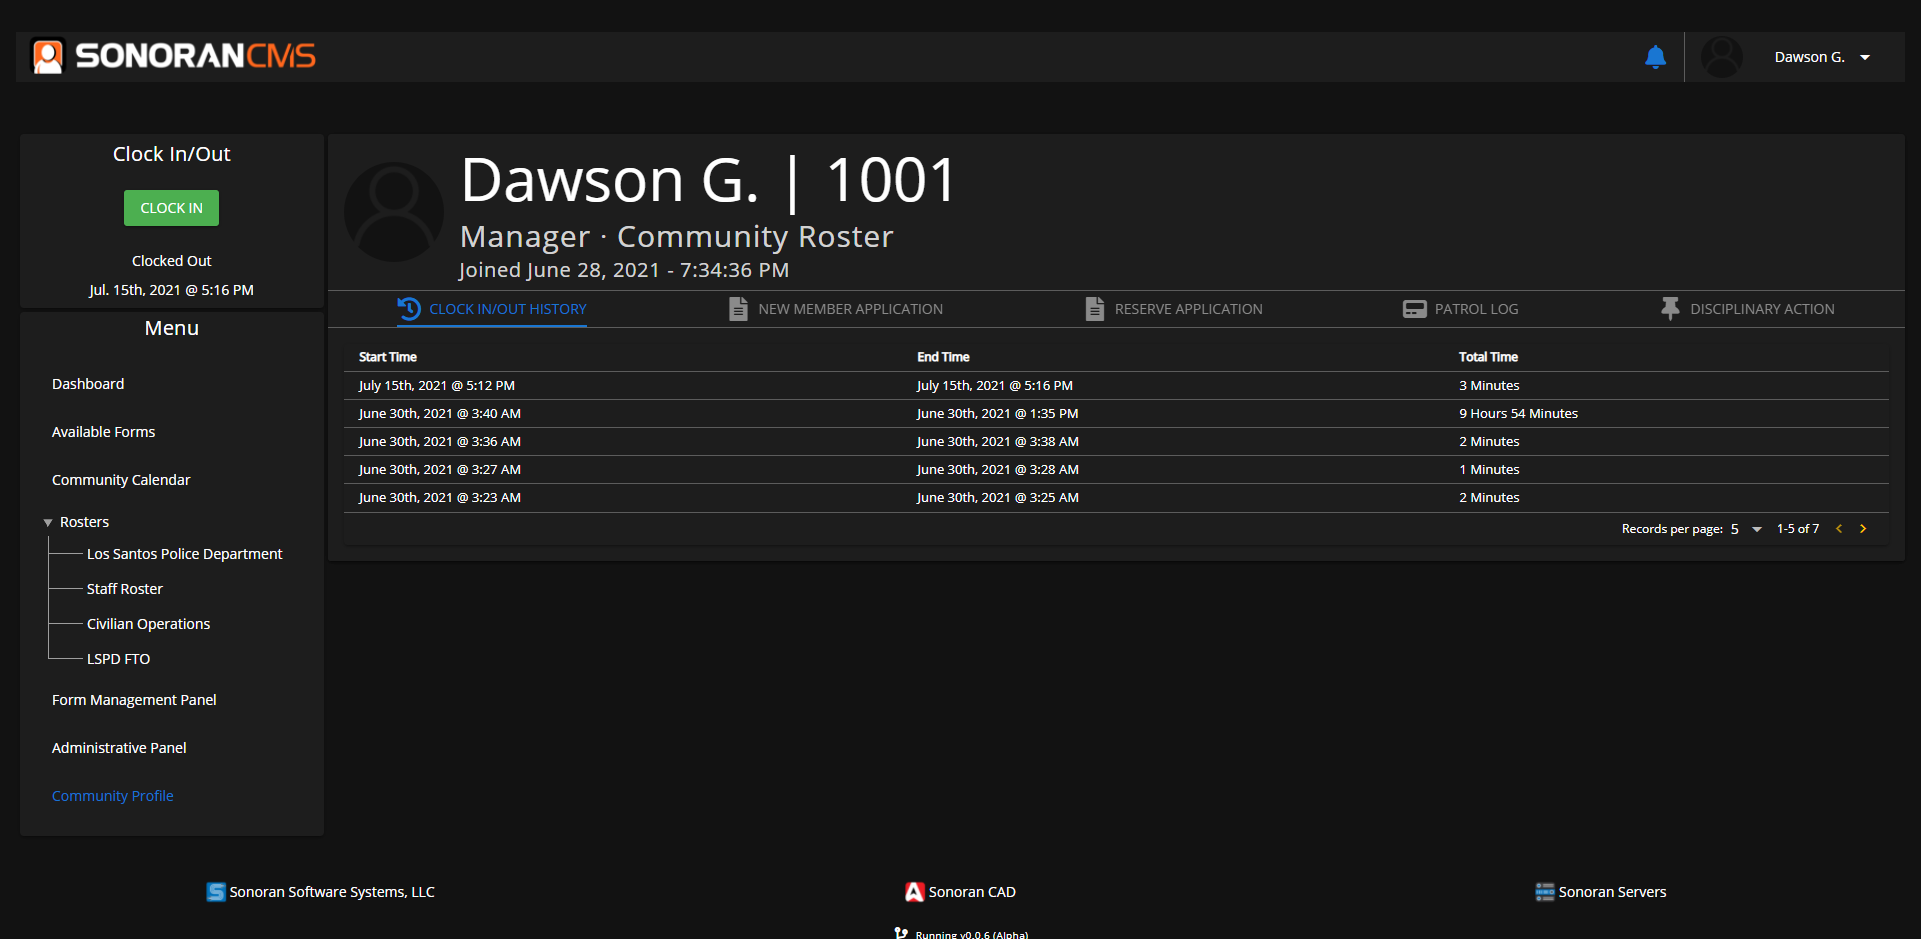 SONORANCMS
Dawson G.
Clock In/Out
CLOCK IN
Clocked Out
Jul. 15th, 2021 @ 5:16 PM
Menu
Dashboard
Available Forms
Community Calendar
Rosters
Los Santos Police Department
Staff Roster
Civilian Operations
LSPD FTO
Form Management Panel
Administrative Panel
Community Profile
Dawson G. | 1001
Manager · Community Roster
Joined June 28, 2021 - 7:34:36 PM
CLOCK IN/OUT HISTORY NEW MEMBER APPLICATION RESERVE APPLICATION PATROL LOG DISCIPLINARY ACTION
Start Time End Time Total Time
July 15th, 2021 @ 5:12 PM July 15th, 2021 @ 5:16 PM 3 Minutes
June 30th, 2021 @ 3:40 AM June 30th, 2021 @ 1:35 PM 9 Hours 54 Minutes
June 30th, 2021 @ 3:36 AM June 30th, 2021 @ 3:38 AM 2 Minutes
June 30th, 2021 @ 3:27 AM June 30th, 2021 @ 3:28 AM 1 Minutes
June 30th, 2021 @ 3:23 AM June 30th, 2021 @ 3:25 AM 2 Minutes
Records per page: 5 1-5 of 7
Sonoran Software Systems, LLC Sonoran CAD Sonoran Servers
Running v0.0.6 (Alpha)